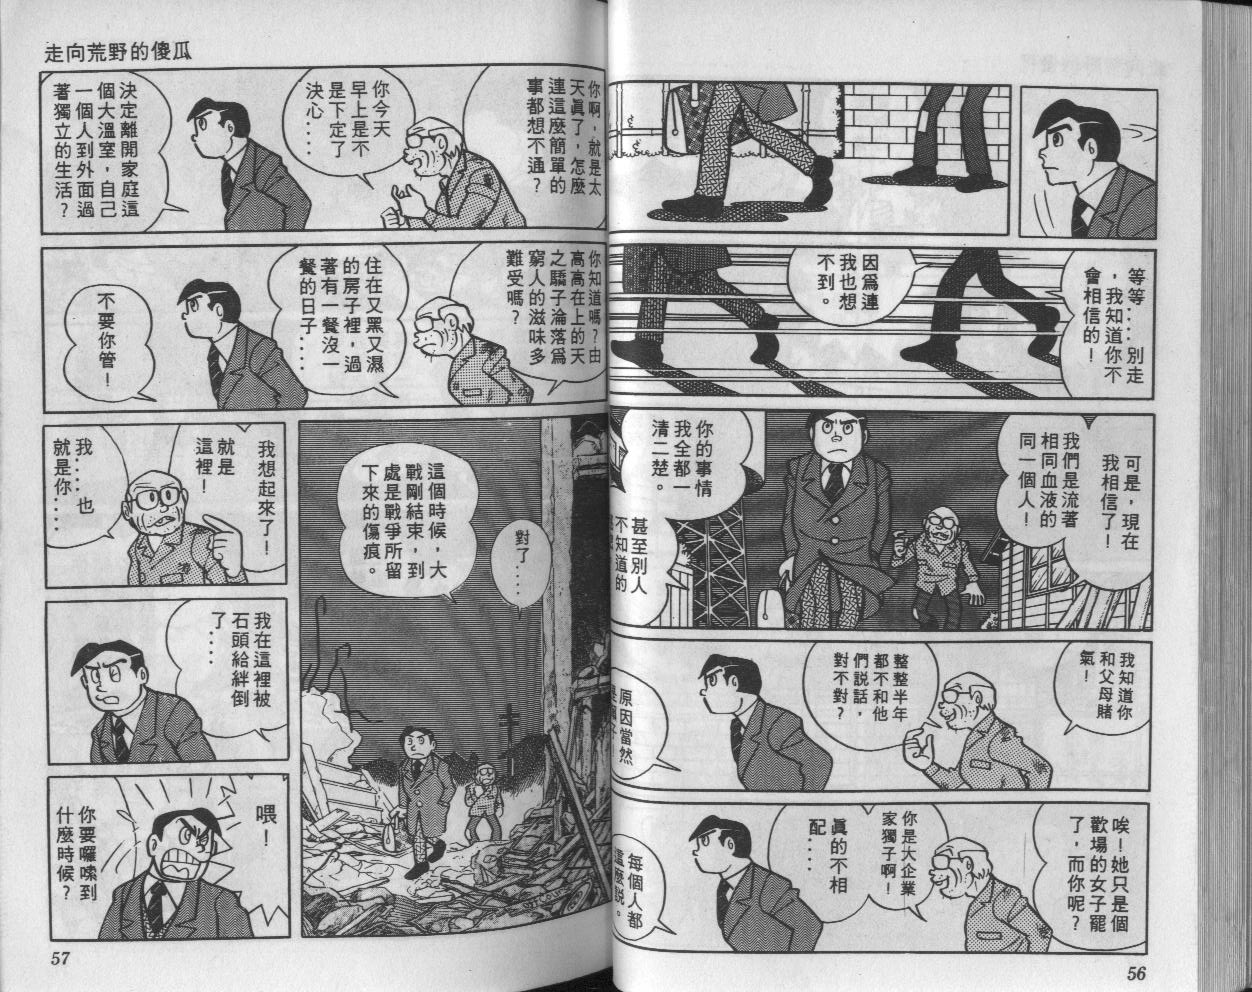 等等....別走
，我知道你不
會相信的！
因爲連
我也想
不到。
可是，現在
我相信了！
我們是流著
相同血液的
同一個人！
你的事情
我全都一
清二楚。
甚至別人
不知道的
我知道你
和父母賭
氣！
整整半年
都不和他
們說話，
對不對？
原因當然
唉！她只是個
歡場的女子罷
了，而你呢？
你是大企業
家獨子啊！
眞的不相
配....
每個人都
這麼說。
56
走向荒野的傻瓜
你啊，就是太
天眞了，怎麼
連這麼簡單的
事都想不通？
你今天
早上是不
是下定了
決心....
決定離開家庭這
個大溫室，自己
一個人到外面過
著獨立的生活？
你知道嗎？由
高高在上的天
之驕子淪落爲
窮人的滋味多
難受嗎？
住在又黑又濕
的房子裡，過
著有一餐沒一
餐的日子....
不要你管！
對了....
這個時候，大
戰剛結束，到
處是戰爭所留
下來的傷痕。
我想起來了！
就是
這裡！
我....也
就是你....
我在這裡被
石頭給絆倒
了....
喂！
你要囉嗦到
什麼時候？
57